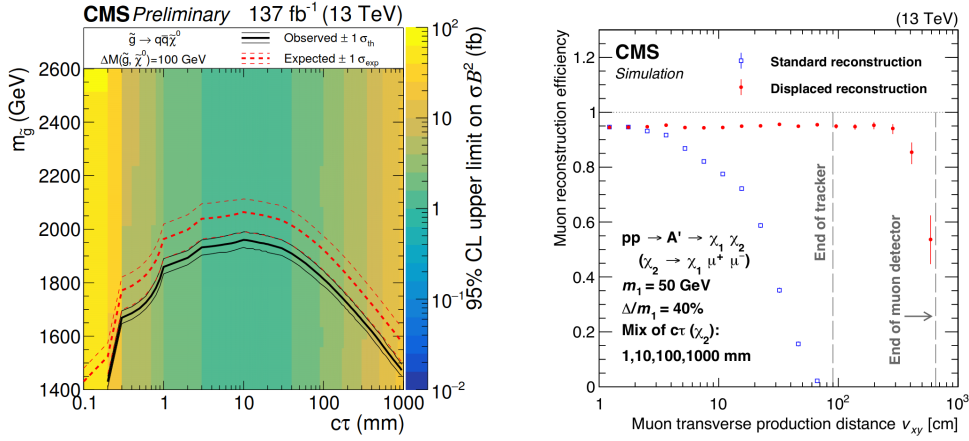 CMS Preliminary 137 fb⁻¹ (13 TeV)
g̃ → qq̄χ̃⁰
ΔM(g̃, χ̃⁰)=100 GeV
Observed ± 1 σth
Expected ± 1 σexp
m g̃ (GeV)
2600
2400
2200
2000
1800
1600
1400
0.1
1
10
100
1000
cτ (mm)
10²
10
1
10⁻¹
10⁻²
95% CL upper limit on σB² (fb)
(13 TeV)
CMS
Simulation
Standard reconstruction
Displaced reconstruction
Muon reconstruction efficiency
1.2
1
0.8
0.6
0.4
0.2
0
pp → A' → χ₁ χ₂
(χ₂ → χ₁ μ⁺ μ⁻)
m₁ = 50 GeV
Δ/m₁ = 40%
Mix of cτ (χ₂):
1,10,100,1000 mm
End of tracker
End of muon detector
1
10
10²
10³
Muon transverse production distance vxy [cm]